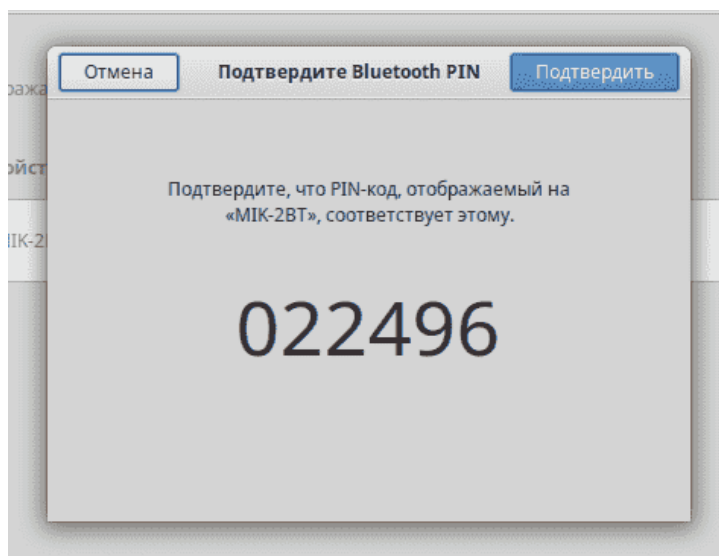 Отмена Подтвердите Bluetooth PIN Подтвердить
Подтвердите, что PIN-код, отображаемый на
«MIK-2BT», соответствует этому.
022496